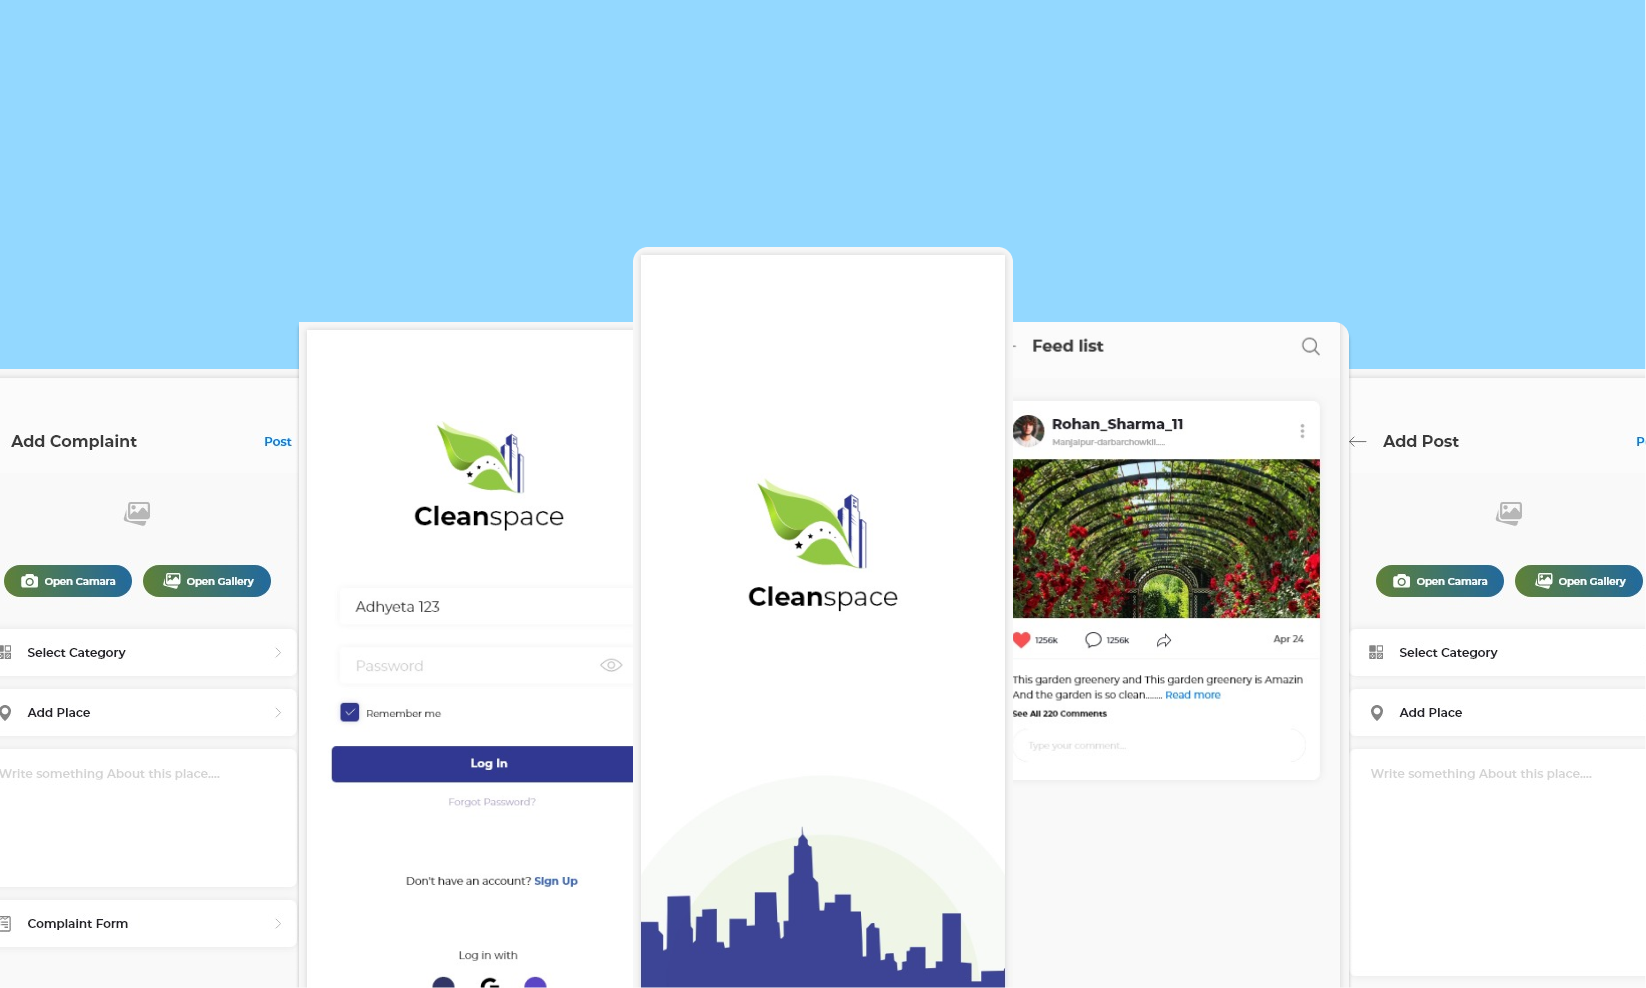 Add Complaint
Post
Open Camara
Open Gallery
Select Category
Add Place
Write something About this place....
Complaint Form
Cleanspace
Adhyeta 123
Password
Remember me
Log In
Forgot Password?
Don't have an account? Sign Up
Log in with
Cleanspace
Feed list
Rohan_Sharma_11
Manjalpur-darbarchowkll....
1256k
1256k
Apr 24
This garden greenery and This garden greenery is Amazin
And the garden is so clean........ Read more
See All 220 Comments
Type your comment...
Add Post
Open Camara
Open Gallery
Select Category
Add Place
Write something About this place....